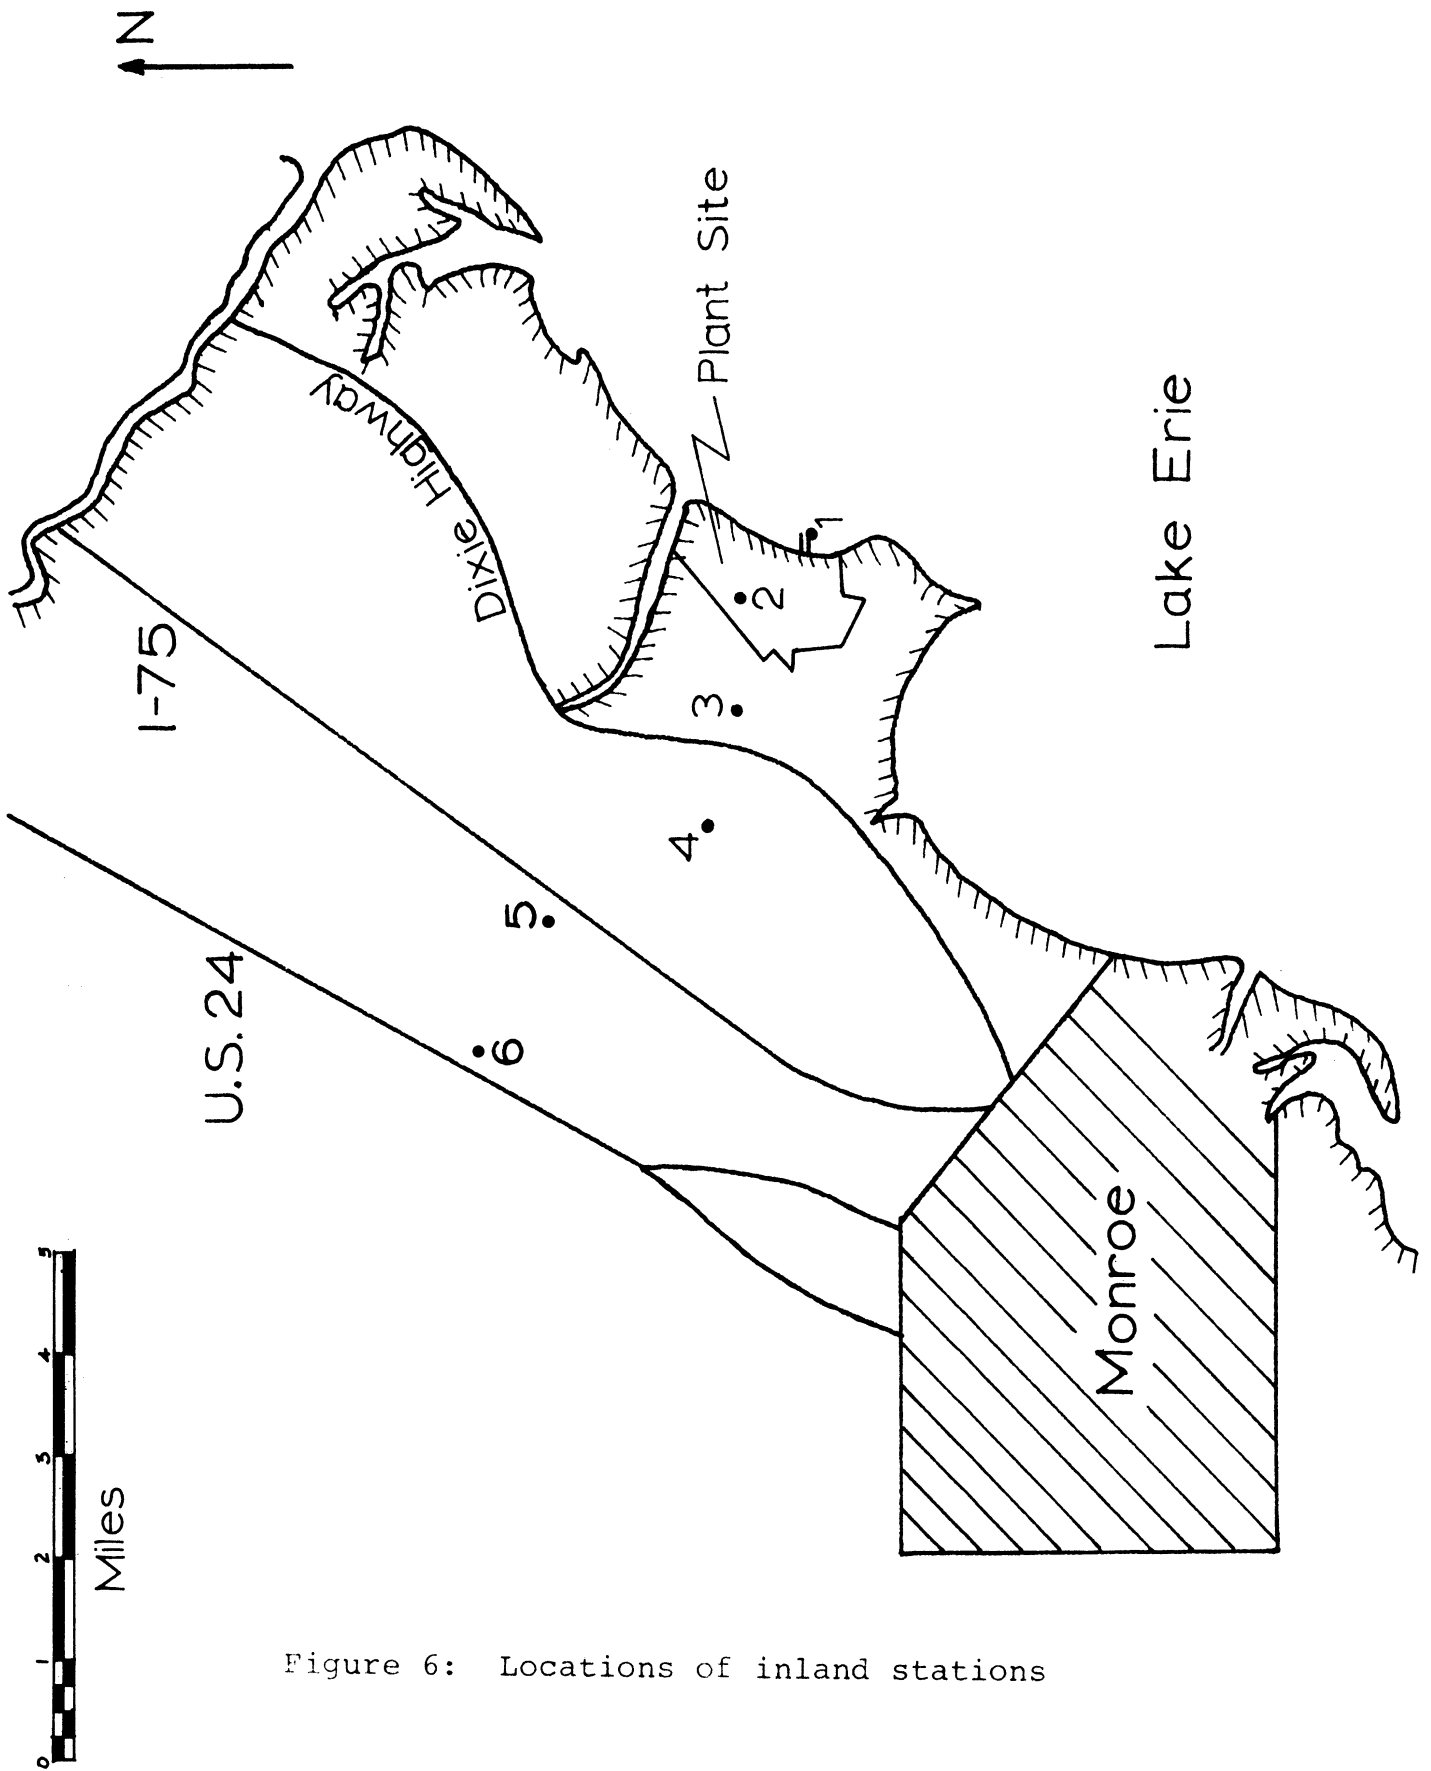 N
I-75
U.S. 24
Dixie Highway
Plant Site
1
2
3
4
5
6
Lake Erie
Monroe
0 1 2 3 4 5
Miles
Figure 6: Locations of inland stations